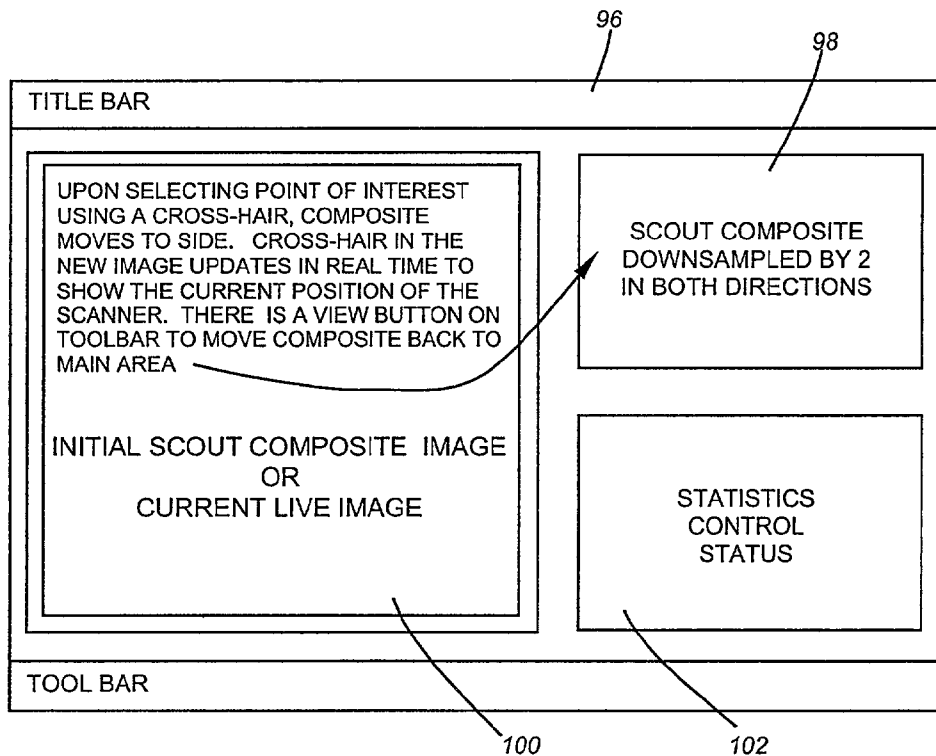 96
98
TITLE BAR
UPON SELECTING POINT OF INTEREST
USING A CROSS-HAIR, COMPOSITE
MOVES TO SIDE. CROSS-HAIR IN THE
NEW IMAGE UPDATES IN REAL TIME TO
SHOW THE CURRENT POSITION OF THE
SCANNER. THERE IS A VIEW BUTTON ON
TOOLBAR TO MOVE COMPOSITE BACK TO
MAIN AREA
INITIAL SCOUT COMPOSITE IMAGE
OR
CURRENT LIVE IMAGE
SCOUT COMPOSITE
DOWNSAMPLED BY 2
IN BOTH DIRECTIONS
STATISTICS
CONTROL
STATUS
TOOL BAR
100
102